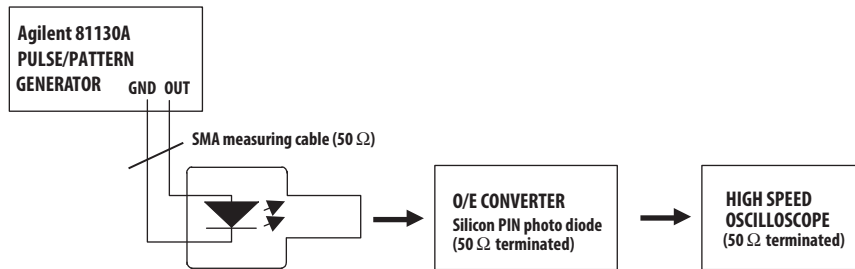 Agilent 81130A
PULSE/PATTERN
GENERATOR
GND OUT
SMA measuring cable (50 Ω)
O/E CONVERTER
Silicon PIN photo diode
(50 Ω terminated)
HIGH SPEED
OSCILLOSCOPE
(50 Ω terminated)